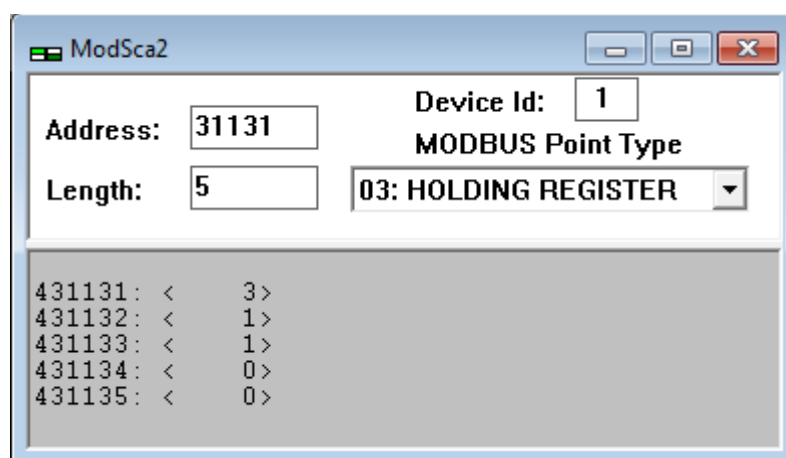 ModSca2
Address: 31131
Device Id: 1
MODBUS Point Type
Length: 5
03: HOLDING REGISTER
431131: <     3>
431132: <     1>
431133: <     1>
431134: <     0>
431135: <     0>